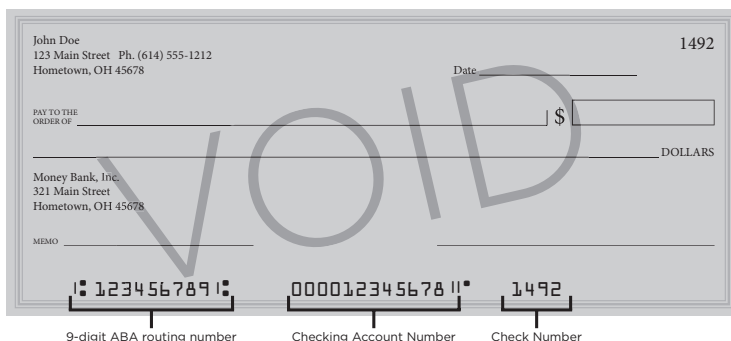 John Doe
1492
123 Main Street Ph. (614) 555-1212
Hometown, OH 45678
Date
PAY TO THE
ORDER OF
$
DOLLARS
VOID
Money Bank, Inc.
321 Main Street
Hometown, OH 45678
MEMO
⑆123456789⑆ 000012345678⑈ 1492
9-digit ABA routing number Checking Account Number Check Number